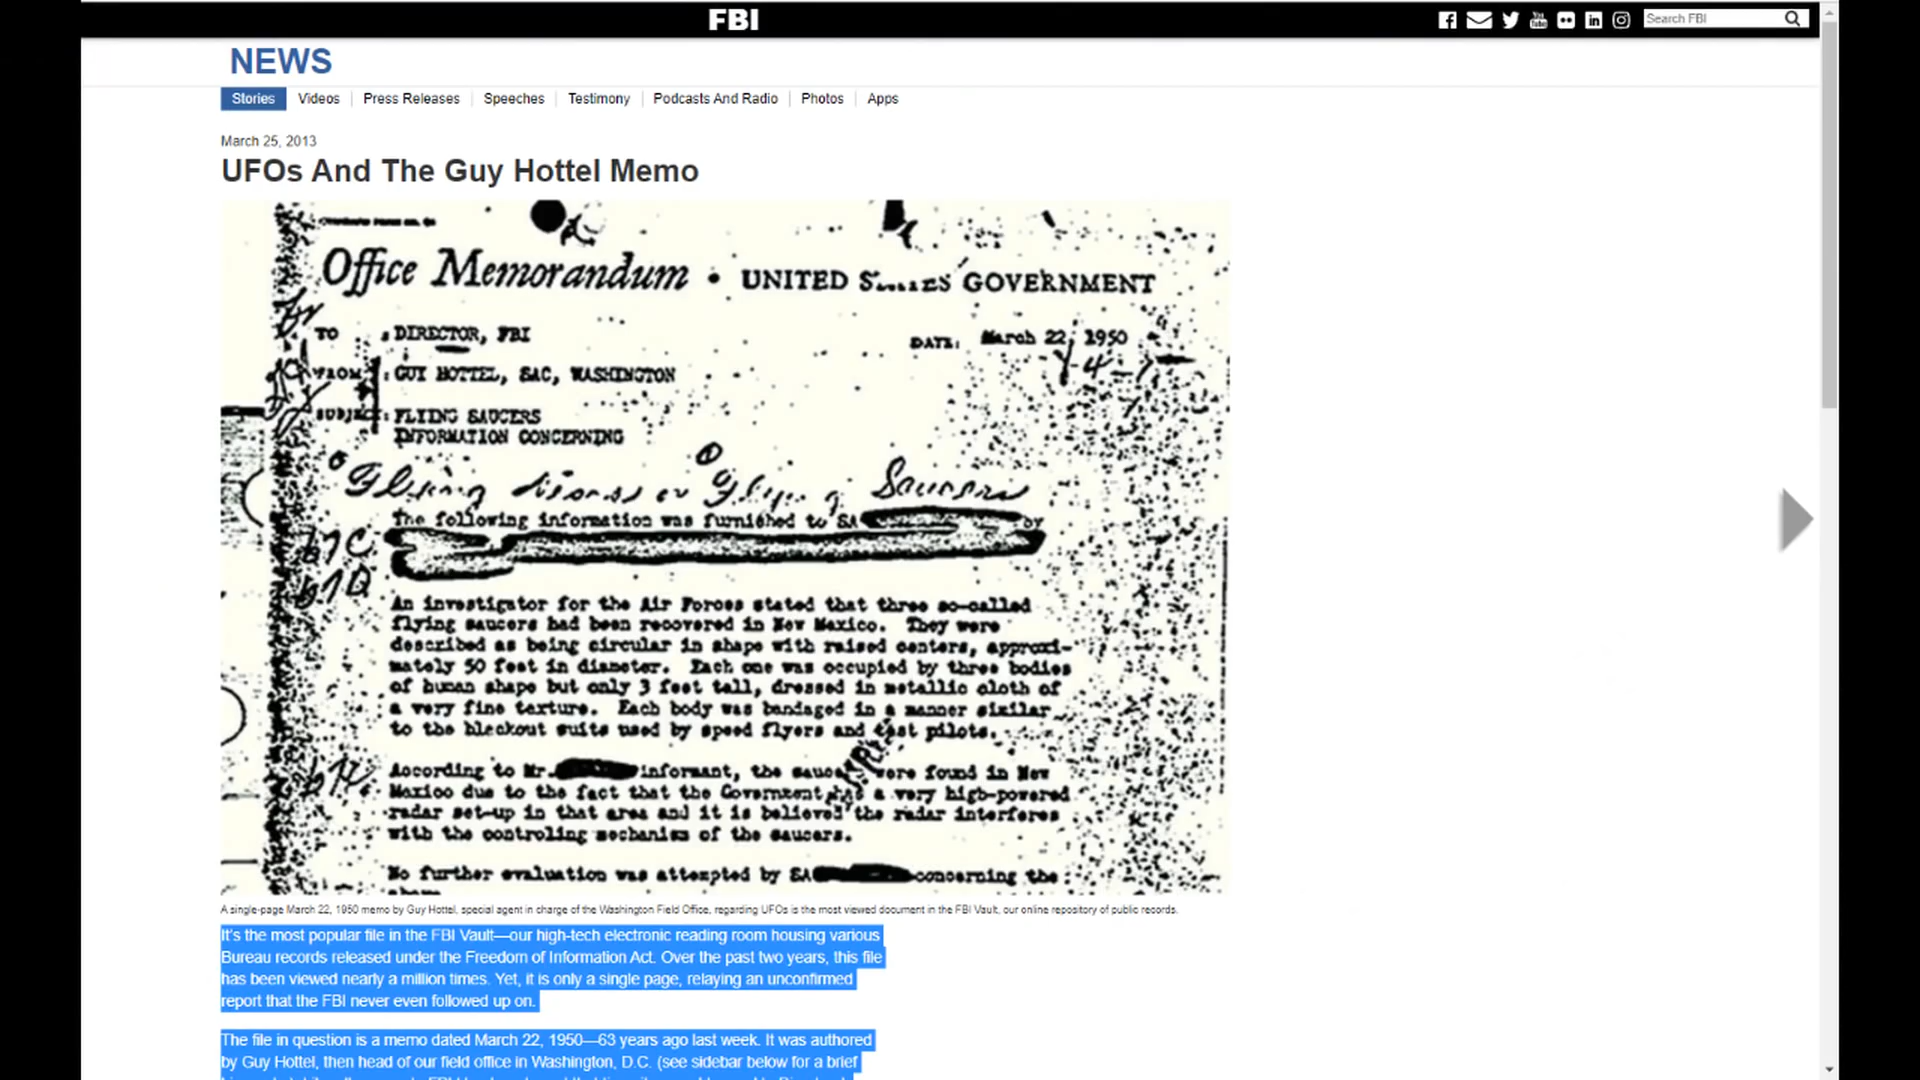 FBI
Search FBI
NEWS
Stories Videos Press Releases Speeches Testimony Podcasts And Radio Photos Apps
March 25, 2013
UFOs And The Guy Hottel Memo
Office Memorandum • UNITED STATES GOVERNMENT
TO : DIRECTOR, FBI
DATE: March 22, 1950
FROM : GUY HOTTEL, SAC, WASHINGTON
SUBJECT: FLYING SAUCERS
INFORMATION CONCERNING
Flying Saucers
The following information was furnished to SA by
b7C
b7D
An investigator for the Air Forces stated that three so-called
flying saucers had been recovered in New Mexico. They were
described as being circular in shape with raised centers, approxi-
mately 50 feet in diameter. Each one was occupied by three bodies
of human shape but only 3 feet tall, dressed in metallic cloth of
a very fine texture. Each body was bandaged in a manner similar
to the blackout suits used by speed flyers and test pilots.
According to Mr. informant, the saucers were found in New
Mexico due to the fact that the Government has a very high-powered
radar set-up in that area and it is believed the radar interferes
with the controling mechanism of the saucers.
No further evaluation was attempted by SA concerning the
above.
A single-page March 22, 1950 memo by Guy Hottel, special agent in charge of the Washington Field Office, regarding UFOs is the most viewed document in the FBI Vault, our online repository of public records.
It's the most popular file in the FBI Vault—our high-tech electronic reading room housing various
Bureau records released under the Freedom of Information Act. Over the past two years, this file
has been viewed nearly a million times. Yet, it is only a single page, relaying an unconfirmed
report that the FBI never even followed up on.
The file in question is a memo dated March 22, 1950—63 years ago last week. It was authored
by Guy Hottel, then head of our field office in Washington, D.C. (see sidebar below for a brief